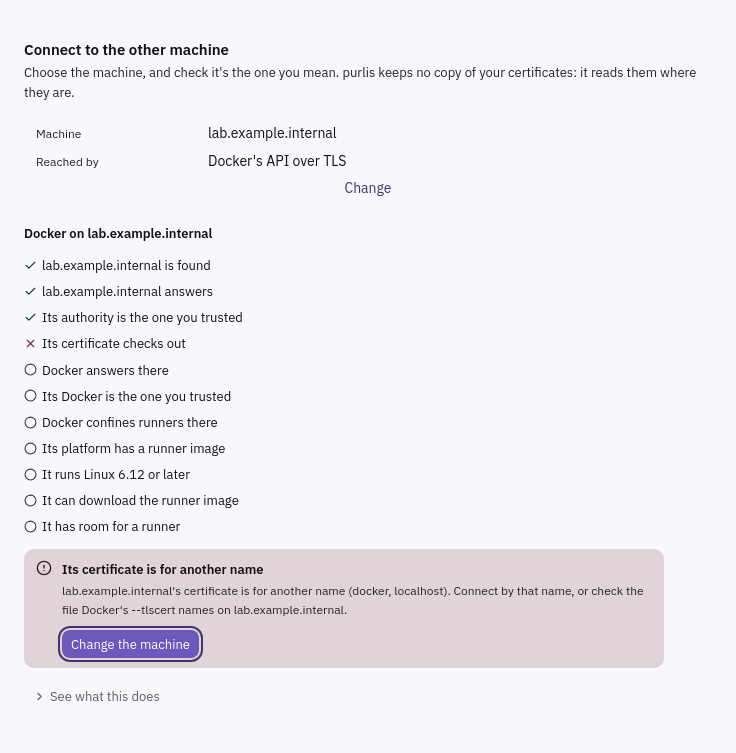 Connect to the other machine
Choose the machine, and check it's the one you mean. purlis keeps no copy of your certificates: it reads them where
they are.
Machine lab.example.internal
Reached by Docker's API over TLS
Change
Docker on lab.example.internal
lab.example.internal is found
lab.example.internal answers
Its authority is the one you trusted
Its certificate checks out
Docker answers there
Its Docker is the one you trusted
Docker confines runners there
Its platform has a runner image
It runs Linux 6.12 or later
It can download the runner image
It has room for a runner
Its certificate is for another name
lab.example.internal's certificate is for another name (docker, localhost). Connect by that name, or check the
file Docker's --tlscert names on lab.example.internal.
Change the machine
See what this does